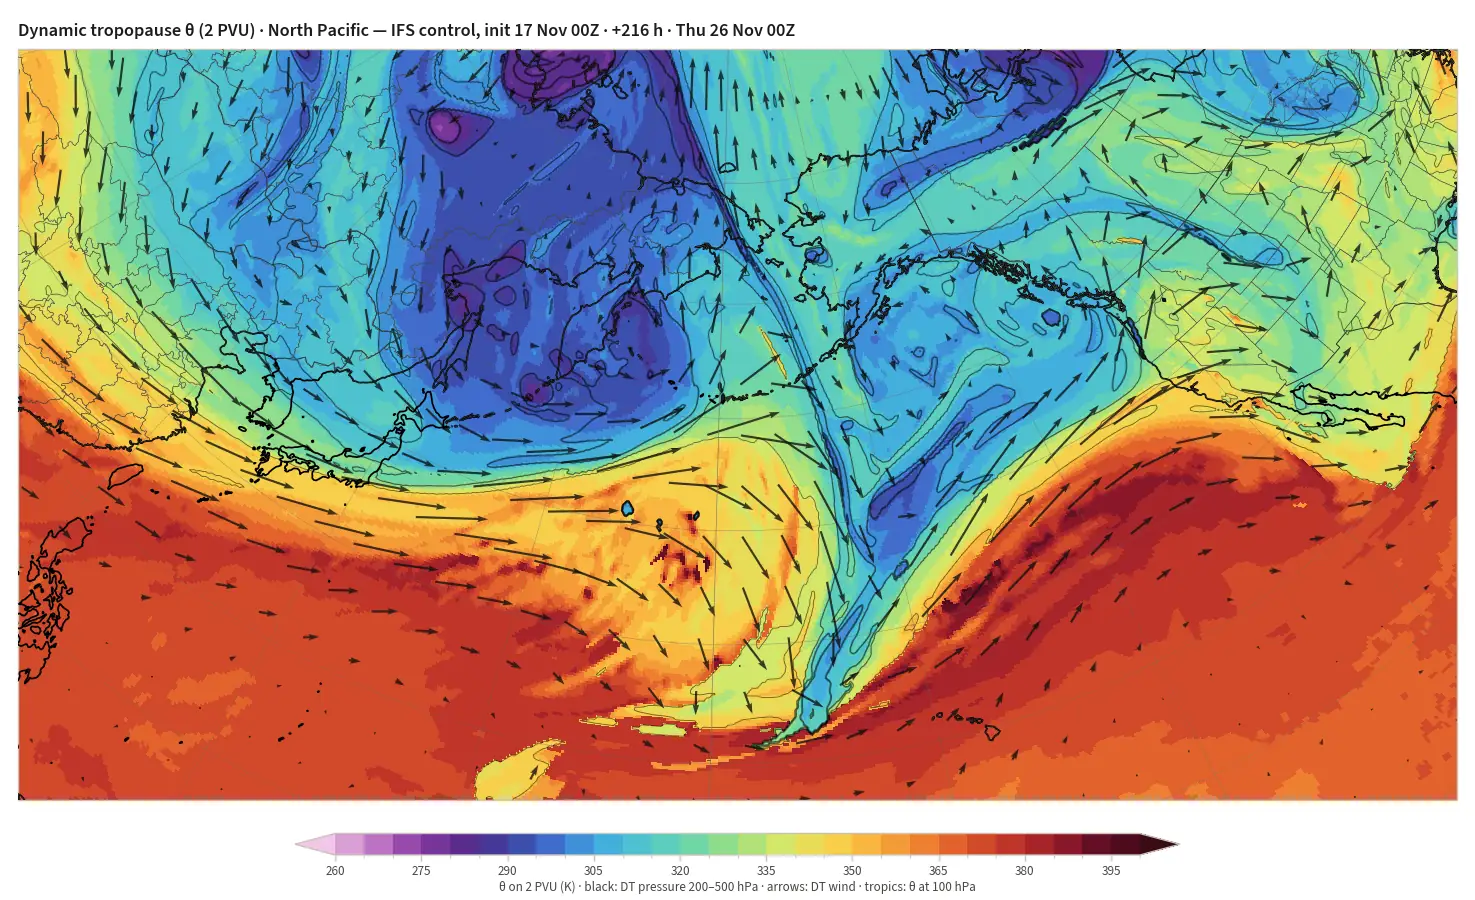 Dynamic tropopause θ (2 PVU) · North Pacific — IFS control, init 17 Nov 00Z · +216 h · Thu 26 Nov 00Z
260 275 290 305 320 335 350 365 380 395
θ on 2 PVU (K) · black: DT pressure 200–500 hPa · arrows: DT wind · tropics: θ at 100 hPa